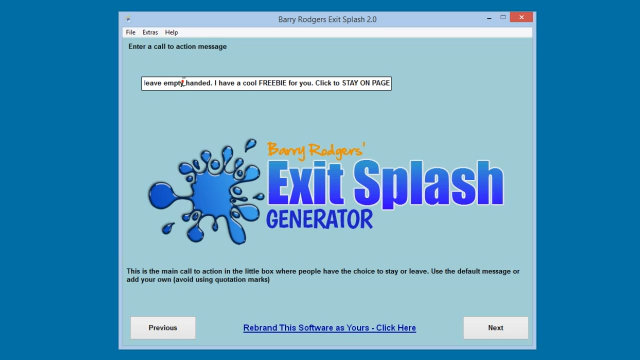 Barry Rodgers Exit Splash 2.0
File Extras Help
Enter a call to action message
leave empty handed. I have a cool FREEBIE for you. Click to STAY ON PAGE
Barry Rodgers'
Exit Splash
GENERATOR
This is the main call to action in the little box where people have the choice to stay or leave. Use the default message or
add your own (avoid using quotation marks)
Previous
Rebrand This Software as Yours - Click Here
Next